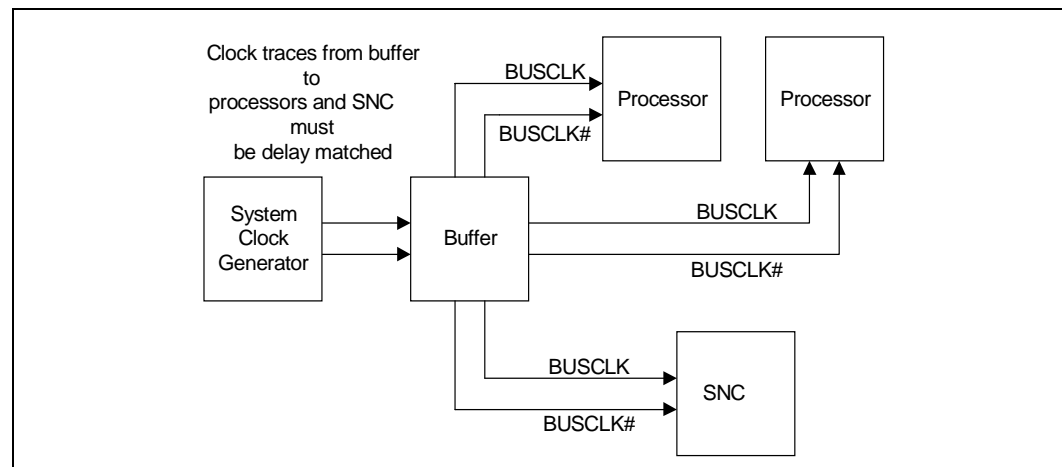 Clock traces from buffer
to
processors and SNC
must
be delay matched
BUSCLK
BUSCLK#
Processor
Processor
System
Clock
Generator
Buffer
BUSCLK
BUSCLK#
BUSCLK
BUSCLK#
SNC